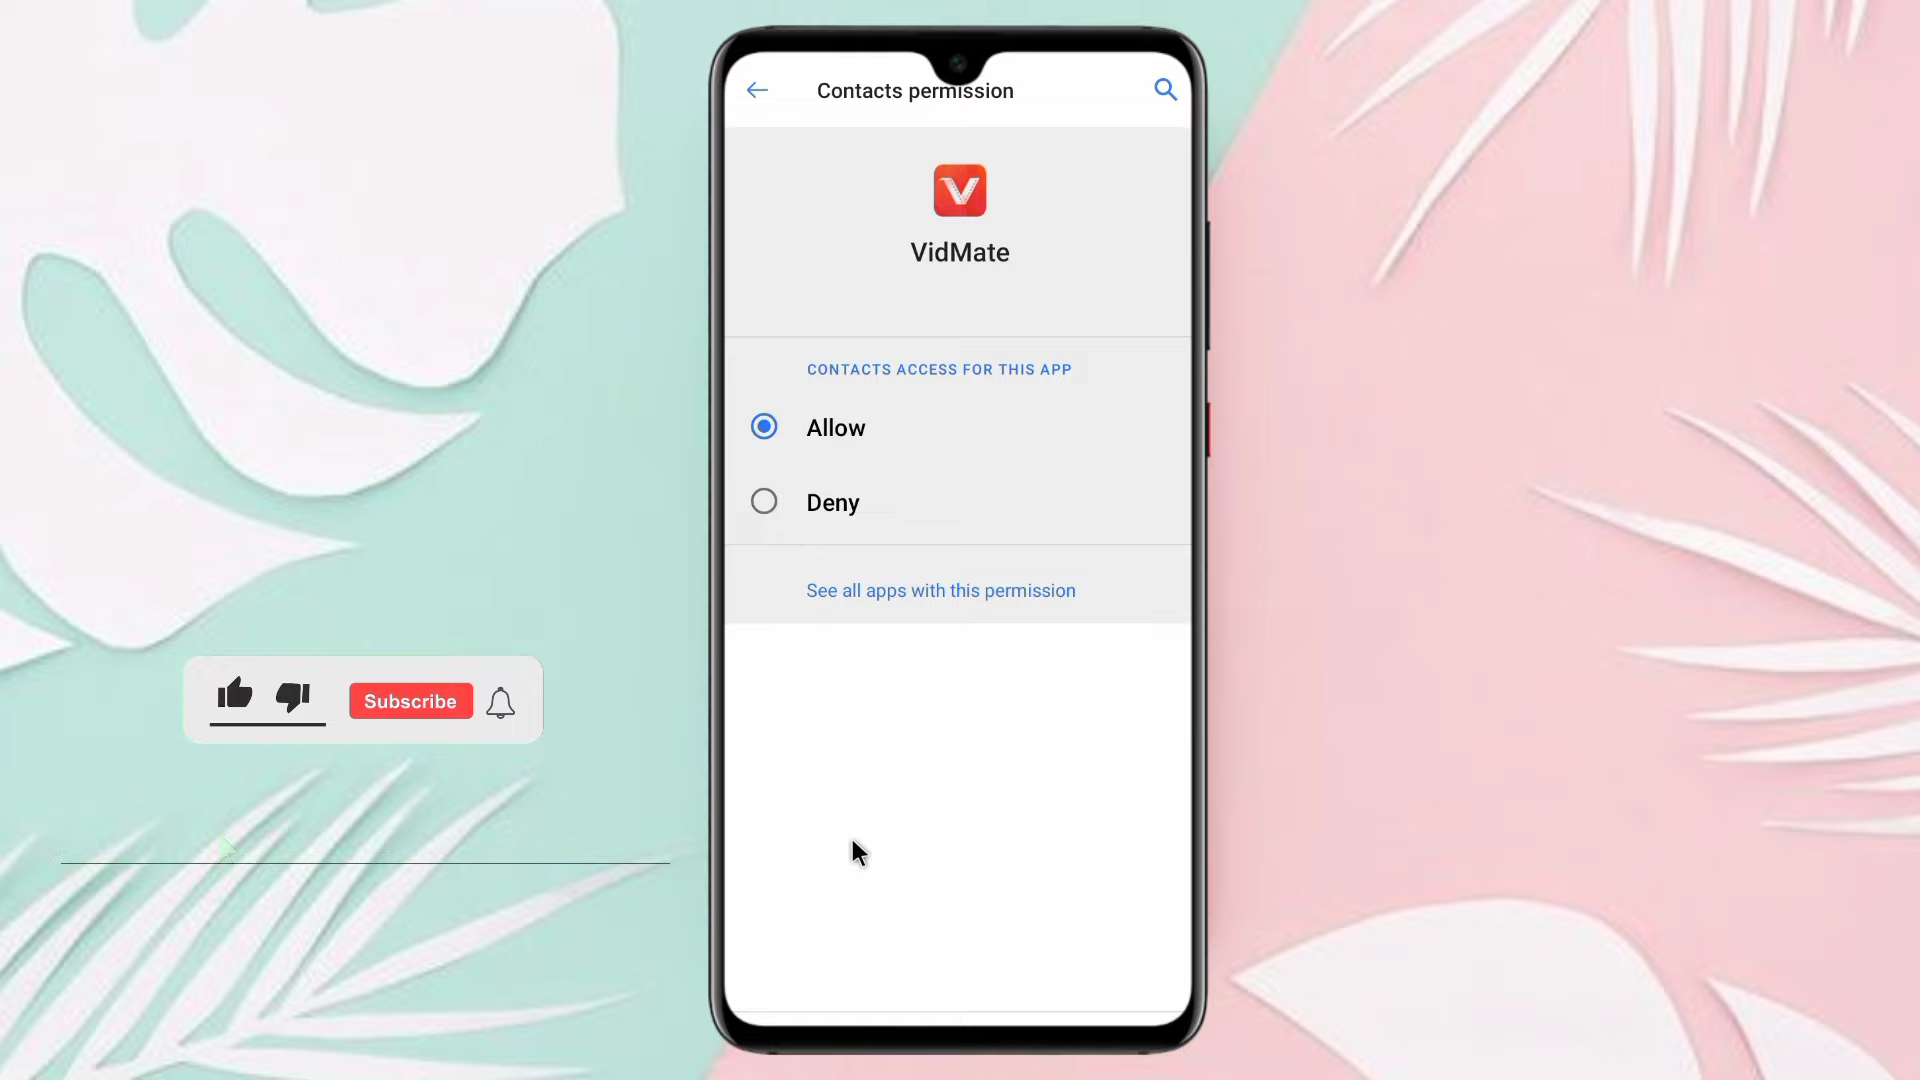 Contacts permission
VidMate
CONTACTS ACCESS FOR THIS APP
Allow
Deny
See all apps with this permission
Subscribe